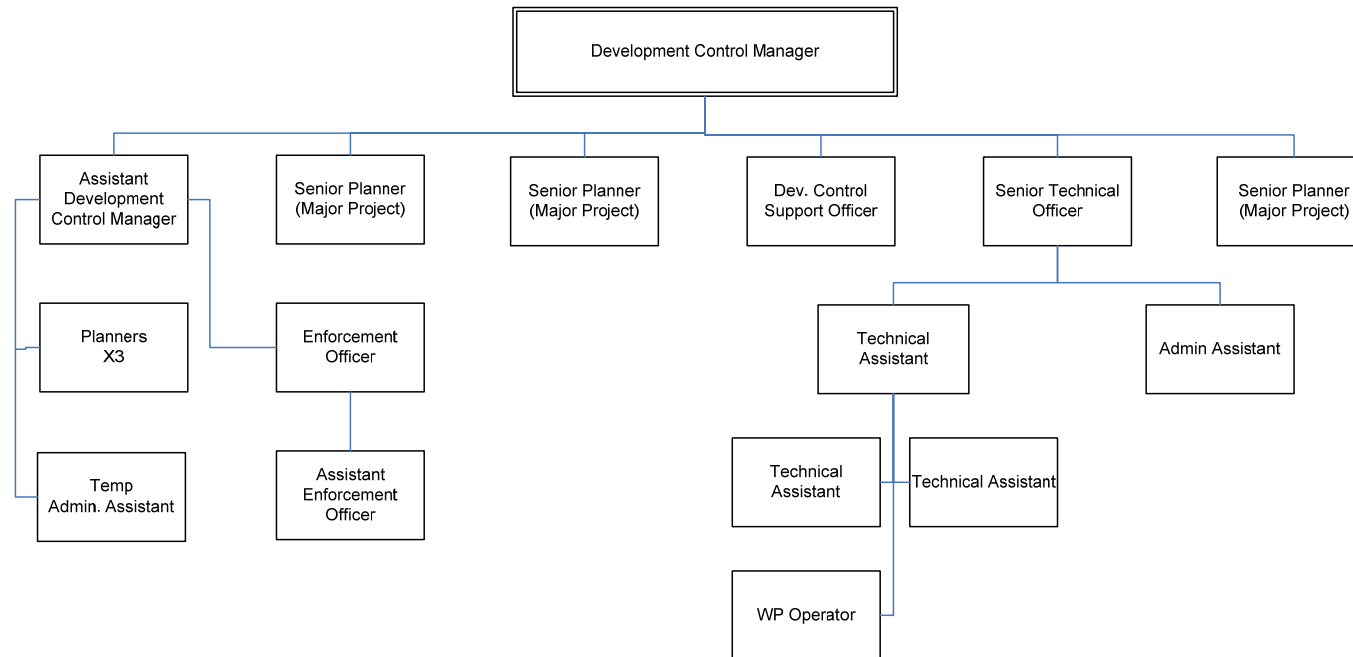 Development Control Manager
Assistant
Development
Control Manager
Senior Planner
(Major Project)
Senior Planner
(Major Project)
Dev. Control
Support Officer
Senior Technical
Officer
Senior Planner
(Major Project)
Planners
X3
Enforcement
Officer
Technical
Assistant
Admin Assistant
Temp
Admin. Assistant
Assistant
Enforcement
Officer
Technical
Assistant
Technical Assistant
WP Operator